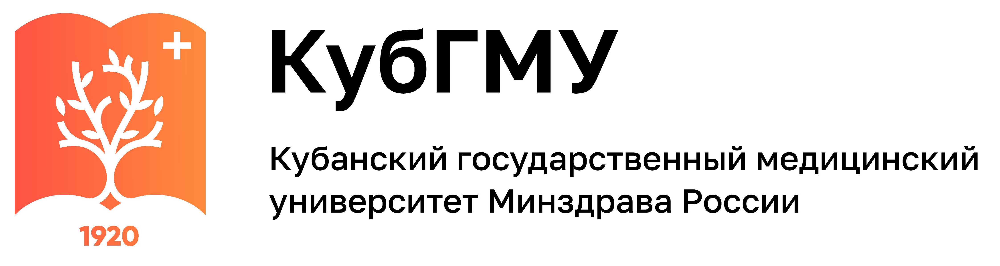 КубГМУ
Кубанский государственный медицинский
университет Минздрава России
1920